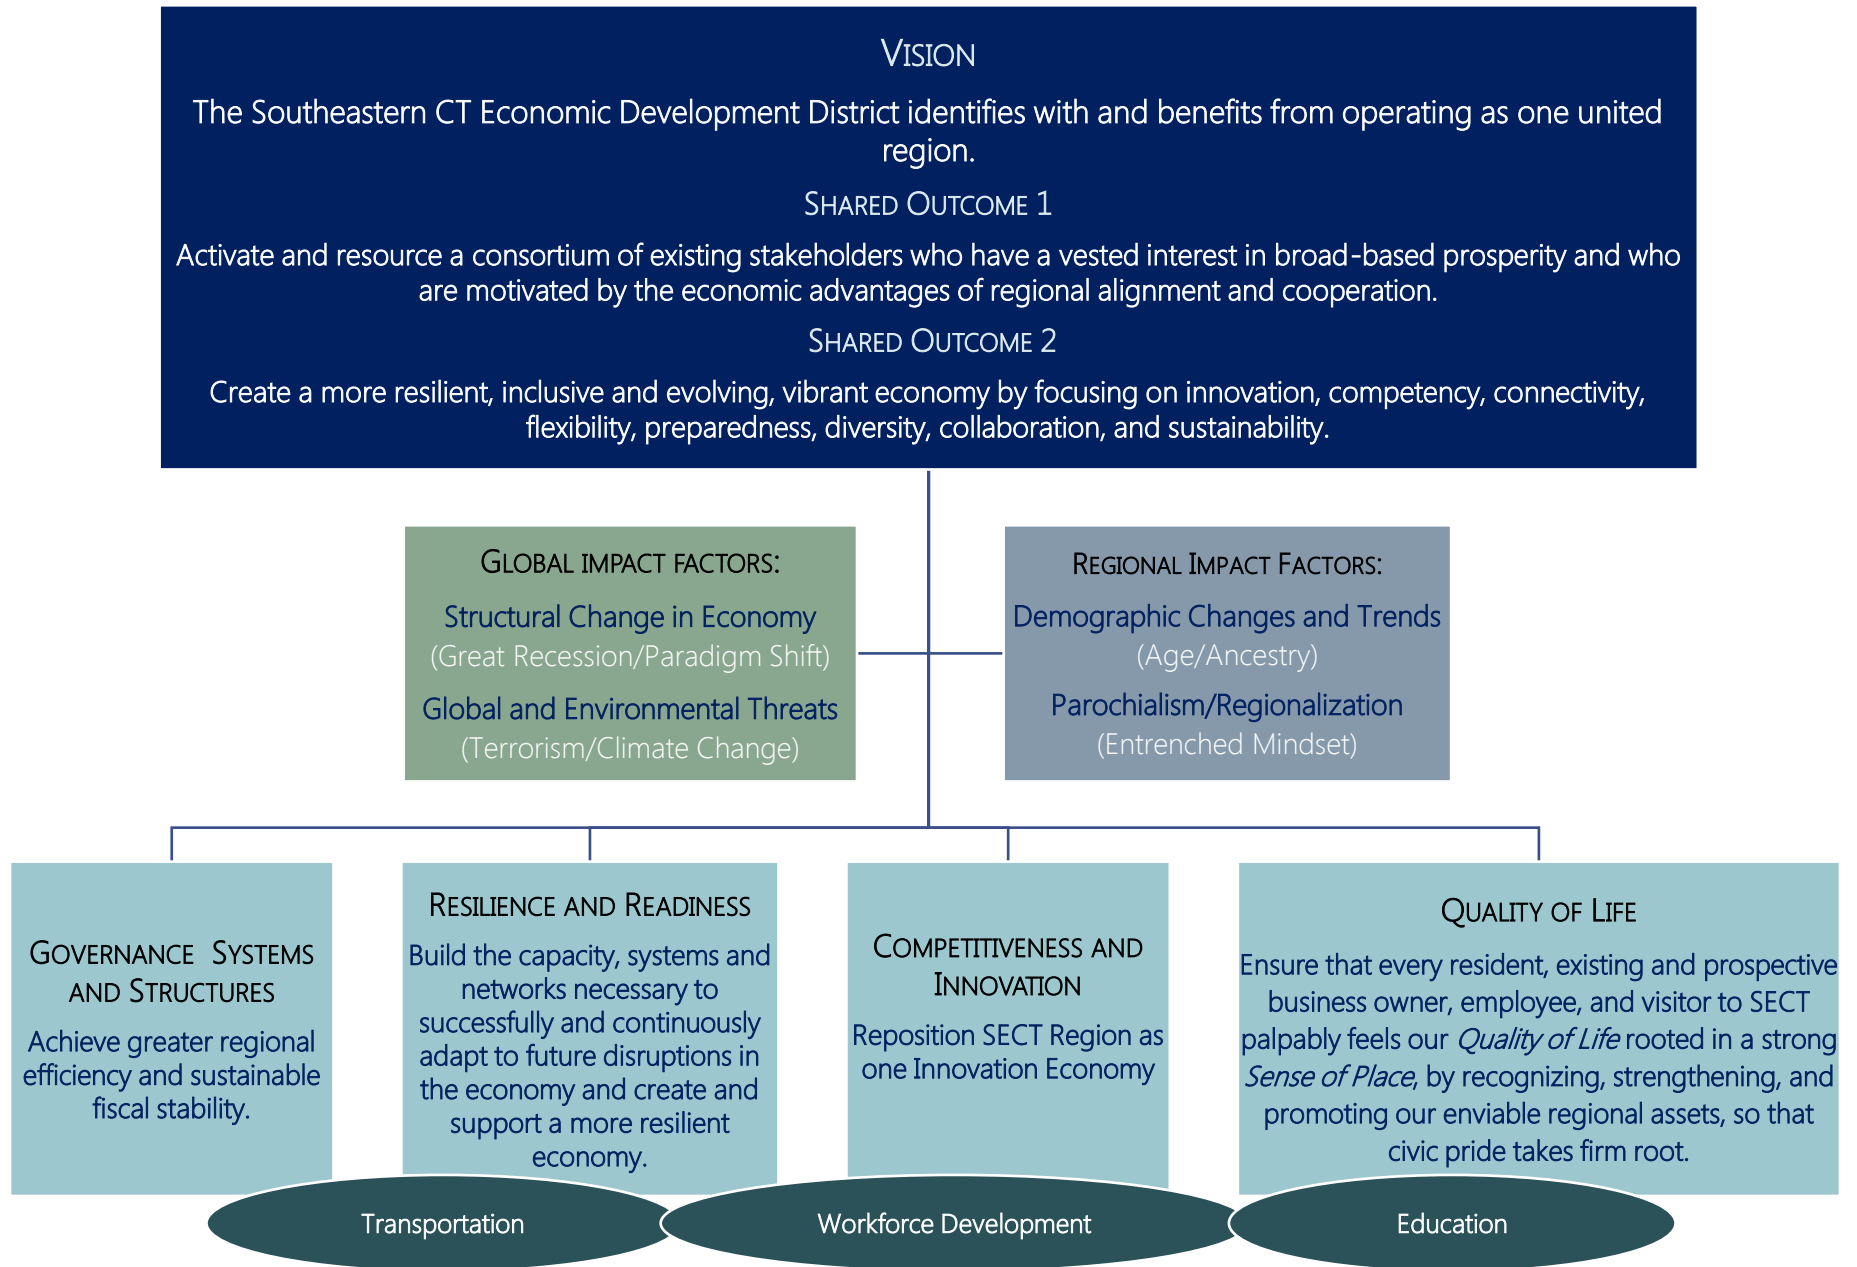 Vision
The Southeastern CT Economic Development District identifies with and benefits from operating as one united
region.
Shared Outcome 1
Activate and resource a consortium of existing stakeholders who have a vested interest in broad-based prosperity and who
are motivated by the economic advantages of regional alignment and cooperation.
Shared Outcome 2
Create a more resilient, inclusive and evolving, vibrant economy by focusing on innovation, competency, connectivity,
flexibility, preparedness, diversity, collaboration, and sustainability.
Global impact factors:
Structural Change in Economy
(Great Recession/Paradigm Shift)
Global and Environmental Threats
(Terrorism/Climate Change)
Regional Impact Factors:
Demographic Changes and Trends
(Age/Ancestry)
Parochialism/Regionalization
(Entrenched Mindset)
Governance Systems
and Structures
Achieve greater regional
efficiency and sustainable
fiscal stability.
Resilience and Readiness
Build the capacity, systems and
networks necessary to
successfully and continuously
adapt to future disruptions in
the economy and create and
support a more resilient
economy.
Competitiveness and
Innovation
Reposition SECT Region as
one Innovation Economy
Quality of Life
Ensure that every resident, existing and prospective
business owner, employee, and visitor to SECT
palpably feels our Quality of Life rooted in a strong
Sense of Place, by recognizing, strengthening, and
promoting our enviable regional assets, so that
civic pride takes firm root.
Transportation
Workforce Development
Education